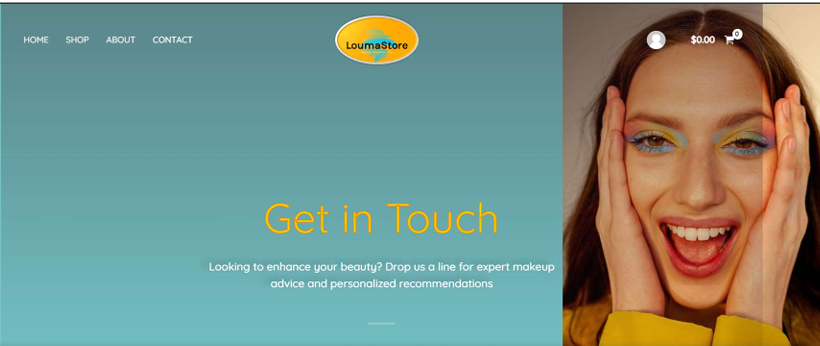 HOME SHOP ABOUT CONTACT
LoumaStore
$0.00 0
Get in Touch
Looking to enhance your beauty? Drop us a line for expert makeup
advice and personalized recommendations